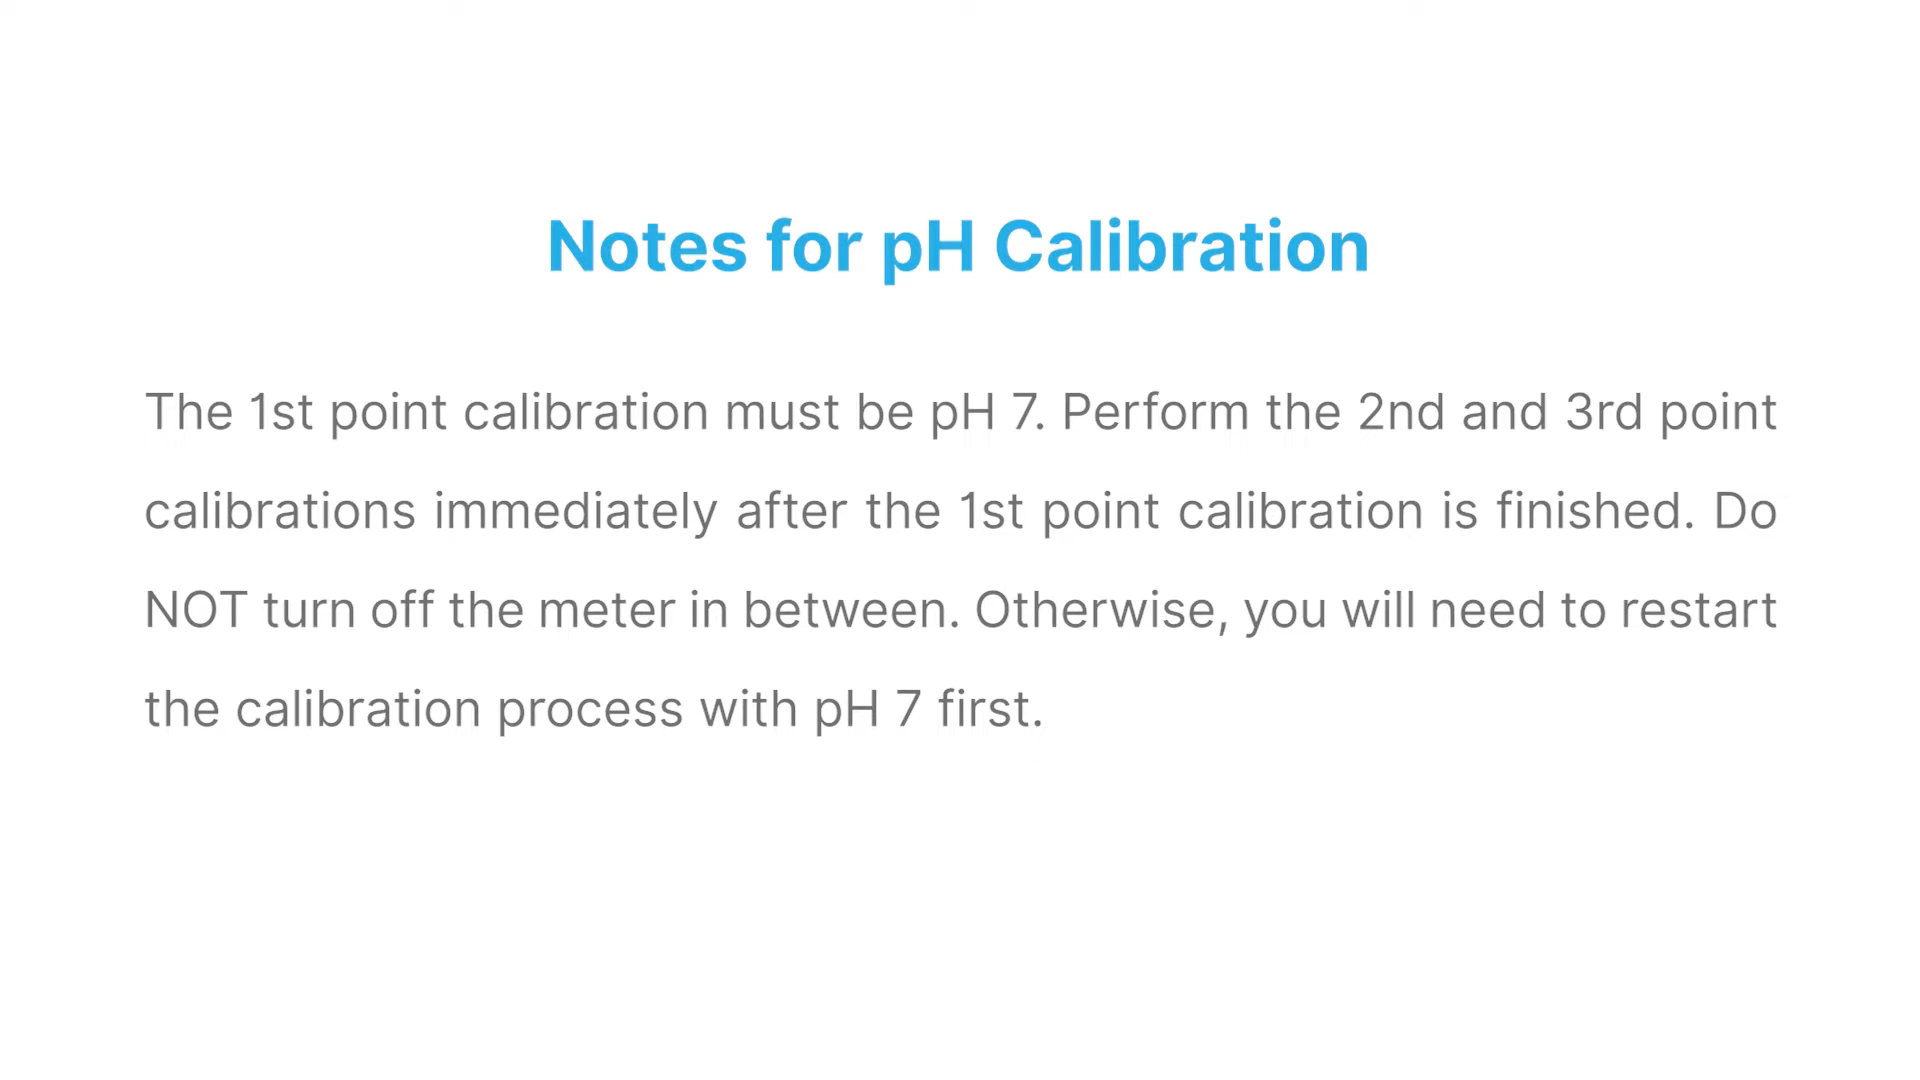 Notes for pH Calibration
The 1st point calibration must be pH 7. Perform the 2nd and 3rd point
calibrations immediately after the 1st point calibration is finished. Do
NOT turn off the meter in between. Otherwise, you will need to restart
the calibration process with pH 7 first.